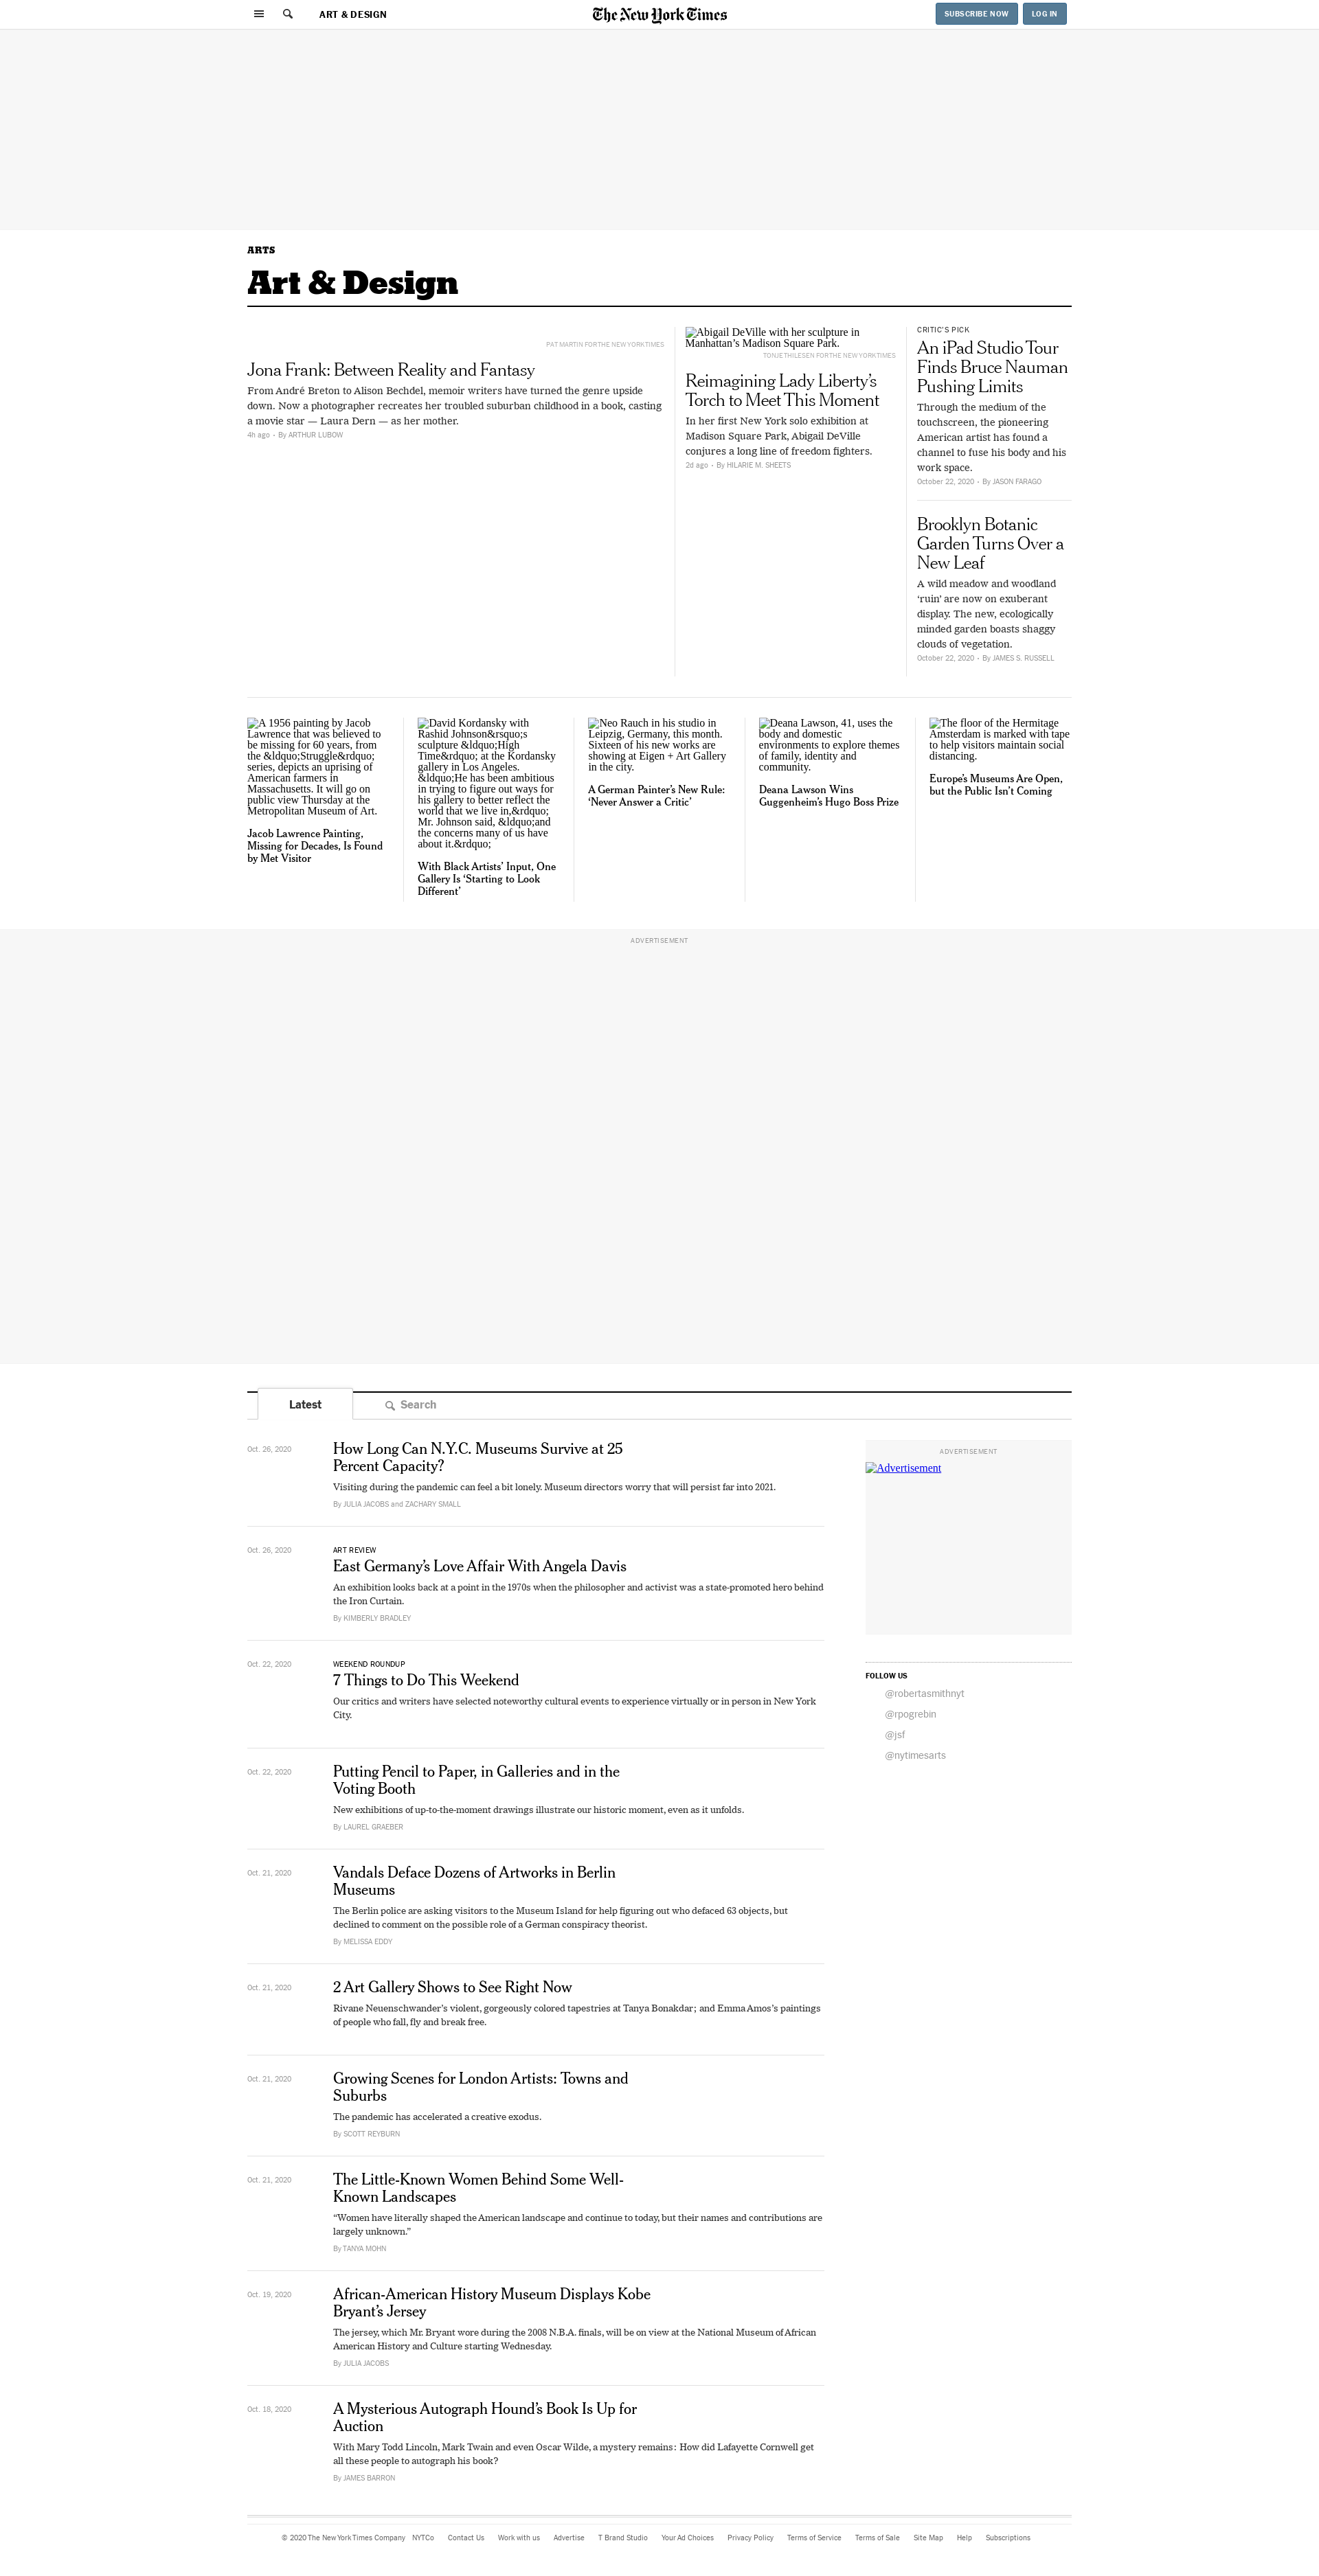 ART & DESIGN
The New York Times
SUBSCRIBE NOW
LOG IN
ARTS
Art & Design
PAT MARTIN FOR THE NEW YORK TIMES
Jona Frank: Between Reality and Fantasy
From André Breton to Alison Bechdel, memoir writers have turned the genre upside
down. Now a photographer recreates her troubled suburban childhood in a book, casting
a movie star — Laura Dern — as her mother.
4h ago • By ARTHUR LUBOW
Abigail DeVille with her sculpture in
Manhattan’s Madison Square Park.
TONJE THILESEN FOR THE NEW YORK TIMES
Reimagining Lady Liberty’s
Torch to Meet This Moment
In her first New York solo exhibition at
Madison Square Park, Abigail DeVille
conjures a long line of freedom fighters.
2d ago • By HILARIE M. SHEETS
CRITIC’S PICK
An iPad Studio Tour
Finds Bruce Nauman
Pushing Limits
Through the medium of the
touchscreen, the pioneering
American artist has found a
channel to fuse his body and his
work space.
October 22, 2020 • By JASON FARAGO
Brooklyn Botanic
Garden Turns Over a
New Leaf
A wild meadow and woodland
‘ruin’ are now on exuberant
display. The new, ecologically
minded garden boasts shaggy
clouds of vegetation.
October 22, 2020 • By JAMES S. RUSSELL
A 1956 painting by Jacob
Lawrence that was believed to
be missing for 60 years, from
the &ldquo;Struggle&rdquo;
series, depicts an uprising of
American farmers in
Massachusetts. It will go on
public view Thursday at the
Metropolitan Museum of Art.
Jacob Lawrence Painting,
Missing for Decades, Is Found
by Met Visitor
David Kordansky with
Rashid Johnson&rsquo;s
sculpture &ldquo;High
Time&rdquo; at the Kordansky
gallery in Los Angeles.
&ldquo;He has been ambitious
in trying to figure out ways for
his gallery to better reflect the
world that we live in,&rdquo;
Mr. Johnson said, &ldquo;and
the concerns many of us have
about it.&rdquo;
With Black Artists’ Input, One
Gallery Is ‘Starting to Look
Different’
Neo Rauch in his studio in
Leipzig, Germany, this month.
Sixteen of his new works are
showing at Eigen + Art Gallery
in the city.
A German Painter’s New Rule:
‘Never Answer a Critic’
Deana Lawson, 41, uses the
body and domestic
environments to explore themes
of family, identity and
community.
Deana Lawson Wins
Guggenheim’s Hugo Boss Prize
The floor of the Hermitage
Amsterdam is marked with tape
to help visitors maintain social
distancing.
Europe’s Museums Are Open,
but the Public Isn’t Coming
ADVERTISEMENT
Latest
Search
Oct. 26, 2020
How Long Can N.Y.C. Museums Survive at 25
Percent Capacity?
Visiting during the pandemic can feel a bit lonely. Museum directors worry that will persist far into 2021.
By JULIA JACOBS and ZACHARY SMALL
Oct. 26, 2020
ART REVIEW
East Germany’s Love Affair With Angela Davis
An exhibition looks back at a point in the 1970s when the philosopher and activist was a state-promoted hero behind
the Iron Curtain.
By KIMBERLY BRADLEY
Oct. 22, 2020
WEEKEND ROUNDUP
7 Things to Do This Weekend
Our critics and writers have selected noteworthy cultural events to experience virtually or in person in New York
City.
Oct. 22, 2020
Putting Pencil to Paper, in Galleries and in the
Voting Booth
New exhibitions of up-to-the-moment drawings illustrate our historic moment, even as it unfolds.
By LAUREL GRAEBER
Oct. 21, 2020
Vandals Deface Dozens of Artworks in Berlin
Museums
The Berlin police are asking visitors to the Museum Island for help figuring out who defaced 63 objects, but
declined to comment on the possible role of a German conspiracy theorist.
By MELISSA EDDY
Oct. 21, 2020
2 Art Gallery Shows to See Right Now
Rivane Neuenschwander’s violent, gorgeously colored tapestries at Tanya Bonakdar; and Emma Amos’s paintings
of people who fall, fly and break free.
Oct. 21, 2020
Growing Scenes for London Artists: Towns and
Suburbs
The pandemic has accelerated a creative exodus.
By SCOTT REYBURN
Oct. 21, 2020
The Little-Known Women Behind Some Well-
Known Landscapes
“Women have literally shaped the American landscape and continue to today, but their names and contributions are
largely unknown.”
By TANYA MOHN
Oct. 19, 2020
African-American History Museum Displays Kobe
Bryant’s Jersey
The jersey, which Mr. Bryant wore during the 2008 N.B.A. finals, will be on view at the National Museum of African
American History and Culture starting Wednesday.
By JULIA JACOBS
Oct. 18, 2020
A Mysterious Autograph Hound’s Book Is Up for
Auction
With Mary Todd Lincoln, Mark Twain and even Oscar Wilde, a mystery remains: How did Lafayette Cornwell get
all these people to autograph his book?
By JAMES BARRON
ADVERTISEMENT
Advertisement
FOLLOW US
@robertasmithnyt
@rpogrebin
@jsf
@nytimesarts
© 2020 The New York Times Company NYTCo Contact Us Work with us Advertise T Brand Studio Your Ad Choices Privacy Policy Terms of Service Terms of Sale Site Map Help Subscriptions